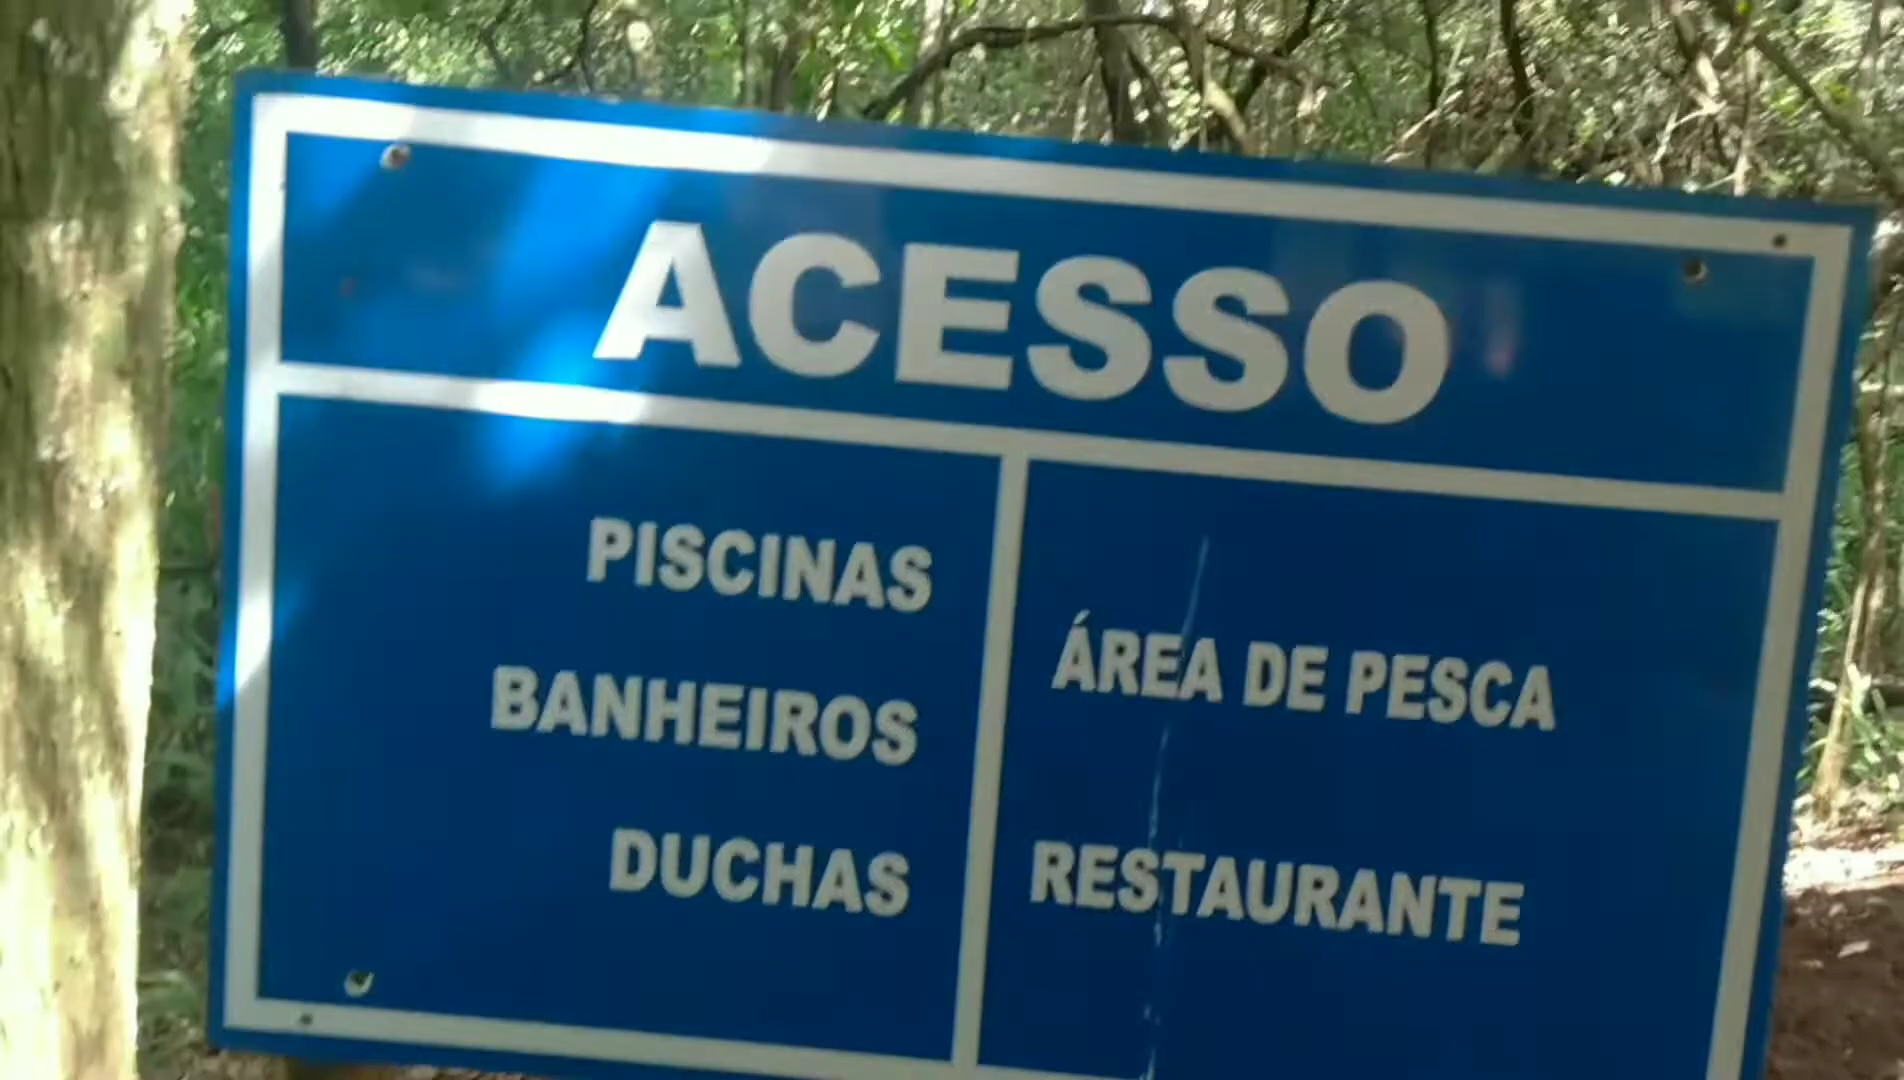 ACESSO
PISCINAS
BANHEIROS
DUCHAS
ÁREA DE PESCA
RESTAURANTE